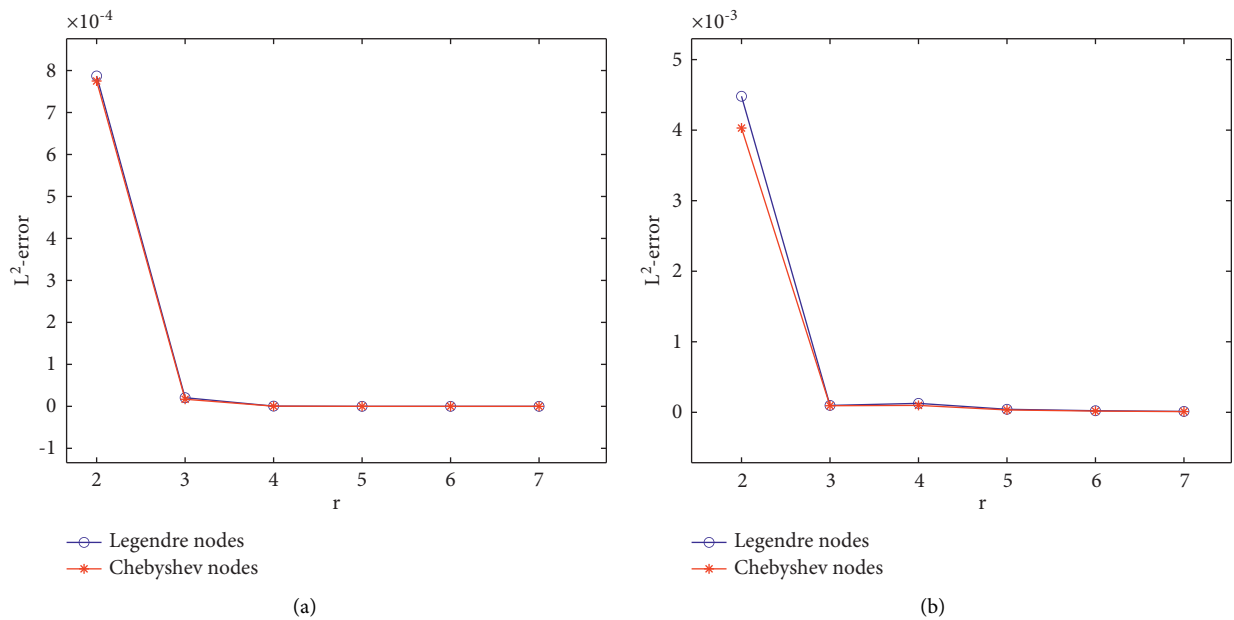 ×10⁻⁴
8
7
6
5
4
3
2
1
0
-1
L²-error
2 3 4 5 6 7
r
Legendre nodes
Chebyshev nodes
(a)
×10⁻³
5
4
3
2
1
0
L²-error
2 3 4 5 6 7
r
Legendre nodes
Chebyshev nodes
(b)